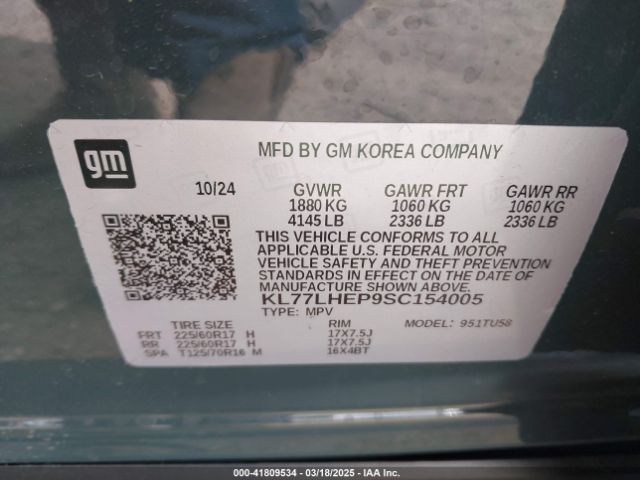 gm
MFD BY GM KOREA COMPANY
10/24 GVWR GAWR FRT GAWR RR
1880 KG 1060 KG 1060 KG
4145 LB 2336 LB 2336 LB
THIS VEHICLE CONFORMS TO ALL
APPLICABLE U.S. FEDERAL MOTOR
VEHICLE SAFETY AND THEFT PREVENTION
STANDARDS IN EFFECT ON THE DATE OF
MANUFACTURE SHOWN ABOVE.
KL77LHEP9SC154005
TYPE: MPV MODEL: 951TU58
TIRE SIZE RIM
FRT 225/60R17 H 17X7.5J
RR 225/60R17 H 17X7.5J
SPA T125/70R16 M 16X4BT
000-41809534 — 03/18/2025 — IAA Inc.